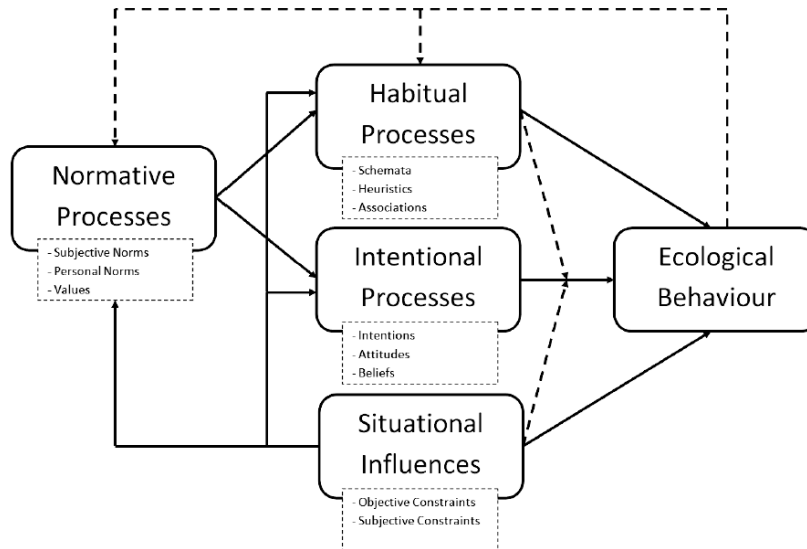 Habitual
Processes
- Schemata
- Heuristics
- Associations
Normative
Processes
- Subjective Norms
- Personal Norms
- Values
Intentional
Processes
- Intentions
- Attitudes
- Beliefs
Ecological
Behaviour
Situational
Influences
- Objective Constraints
- Subjective Constraints